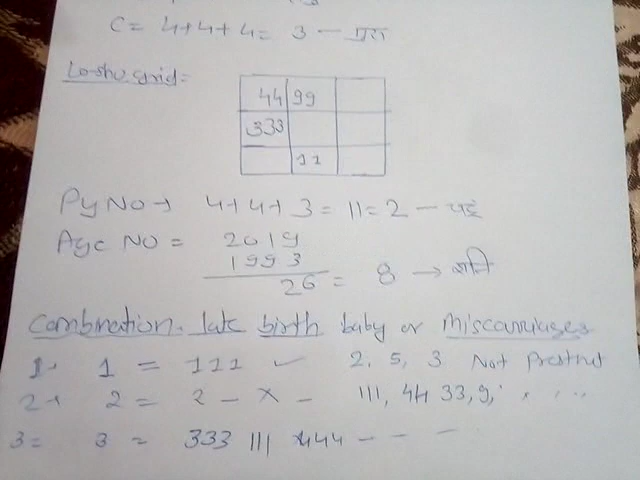 C = 4+4+4 = 3 —
Lo-shu grid =
44 99
333
11
Py No → 4+4+3 = 11 = 2 —
Age NO = 2019
1993
26 = 8 → शनि
Combination. late birth baby or Miscarriages
1. 1 = 111 ✓ 2, 5, 3 Not Presnt
2. 2 = 2 - x - 111, 44 33, 9,
3 = 3 = 333 111 444 - - -